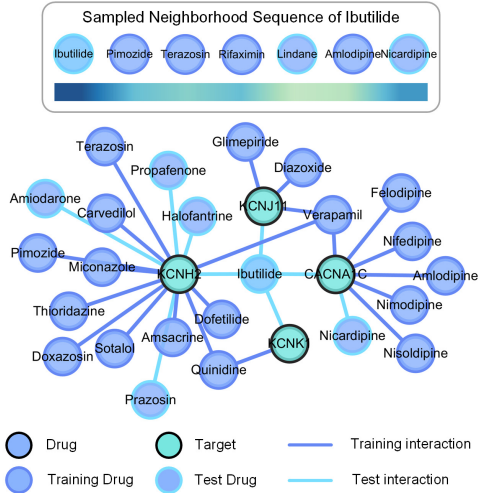 Sampled Neighborhood Sequence of Ibutilide
Ibutilide Pimozide Terazosin Rifaximin Lindane Amlodipine Nicardipine
Terazosin
Glimepiride
Propafenone
Diazoxide
Amiodarone
Felodipine
Carvedilol
Halofantrine
KCNJ11
Verapamil
Nifedipine
Pimozide
Miconazole
KCNH2
Ibutilide
CACNA1C
Amlodipine
Thioridazine
Nimodipine
Dofetilide
Amsacrine
Nicardipine
Doxazosin
Sotalol
KCNK
Nisoldipine
Quinidine
Prazosin
Drug
Target
Training interaction
Training Drug
Test Drug
Test interaction